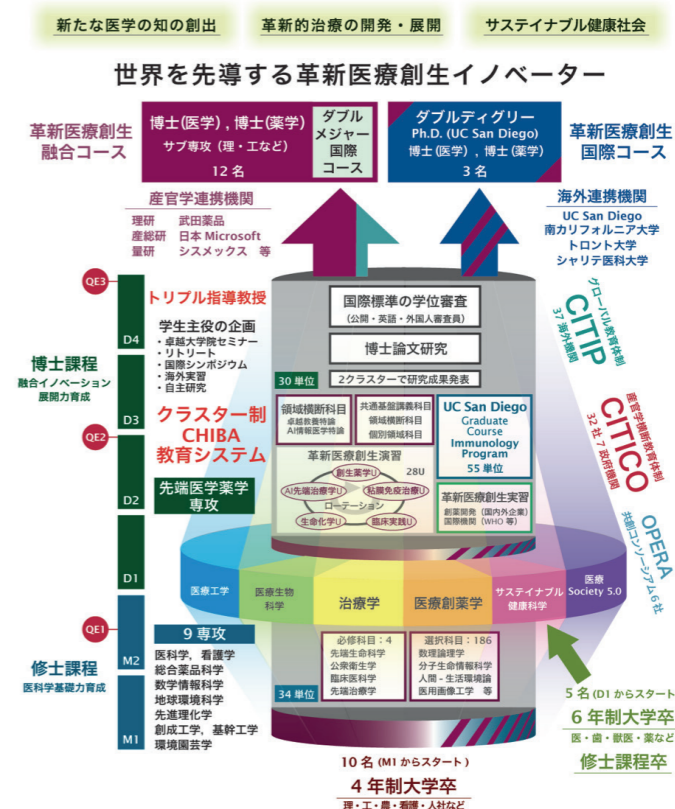 新たな医学の知の創出
革新的治療の開発・展開
サステイナブル健康社会
世界を先導する革新医療創生イノベーター
革新医療創生
融合コース
博士(医学),博士(薬学)
サブ専攻(理・工など)
12名
ダブル
メジャー
国際
コース
ダブルディグリー
Ph.D. (UC San Diego)
博士(医学),博士(薬学)
3名
革新医療創生
国際コース
産官学連携機関
理研 武田薬品
産総研 日本 Microsoft
量研 シスメックス 等
海外連携機関
UC San Diego
南カリフォルニア大学
トロント大学
シャリテ医科大学
QE3
D4
D3
QE2
D2
D1
QE1
M2
M1
博士課程
融合イノベーション
展開力育成
修士課程
医科学基礎力育成
トリプル指導教授
学生主役の企画
・卓越大学院セミナー
・リトリート
・国際シンポジウム
・海外実習
・自主研究
クラスター制
CHIBA
教育システム
先端医学薬学
専攻
国際標準の学位審査
(公開・英語・外国人審査員)
博士論文研究
30単位
2クラスターで研究成果発表
領域横断科目
卓越教養特論
AI情報医学特論
共通基盤講義科目
領域横断科目
個別領域科目
UC San Diego
Graduate
Course
Immunology
Program
55単位
革新医療創生演習
28U
創生薬学U
AI先端治療学U
粘膜免疫治療U
ローテーション
生命化学U
臨床実践U
革新医療創生実習
創薬開発(国内外企業)
国際機関(WHO 等)
グローバル教育体制
CITIP
37海外機関
産官学横断教育体制
CITICO
32社7政府機関
OPERA
共創コンソーシアム6社
医療工学
医療生物
科学
治療学
医療創薬学
サステイナブル
健康科学
医療
Society 5.0
9専攻
医科学,看護学
総合薬品科学
数学情報科学
地球環境科学
先進理化学
創成工学,基幹工学
環境園芸学
34単位
必修科目:4
先端生命科学
公衆衛生学
臨床医科学
先端治療学
選択科目:186
数理論理学
分子生命情報科学
人間 - 生活環境論
医用画像工学 等
5名(D1からスタート
6年制大学卒
医・歯・獣医・薬など
修士課程卒
10名(M1からスタート)
4年制大学卒
理・工・農・看護・人社など